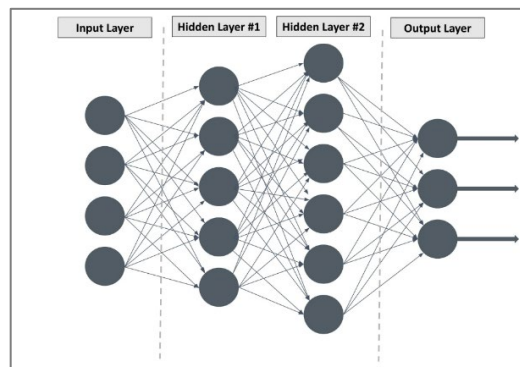 Input Layer
Hidden Layer #1
Hidden Layer #2
Output Layer